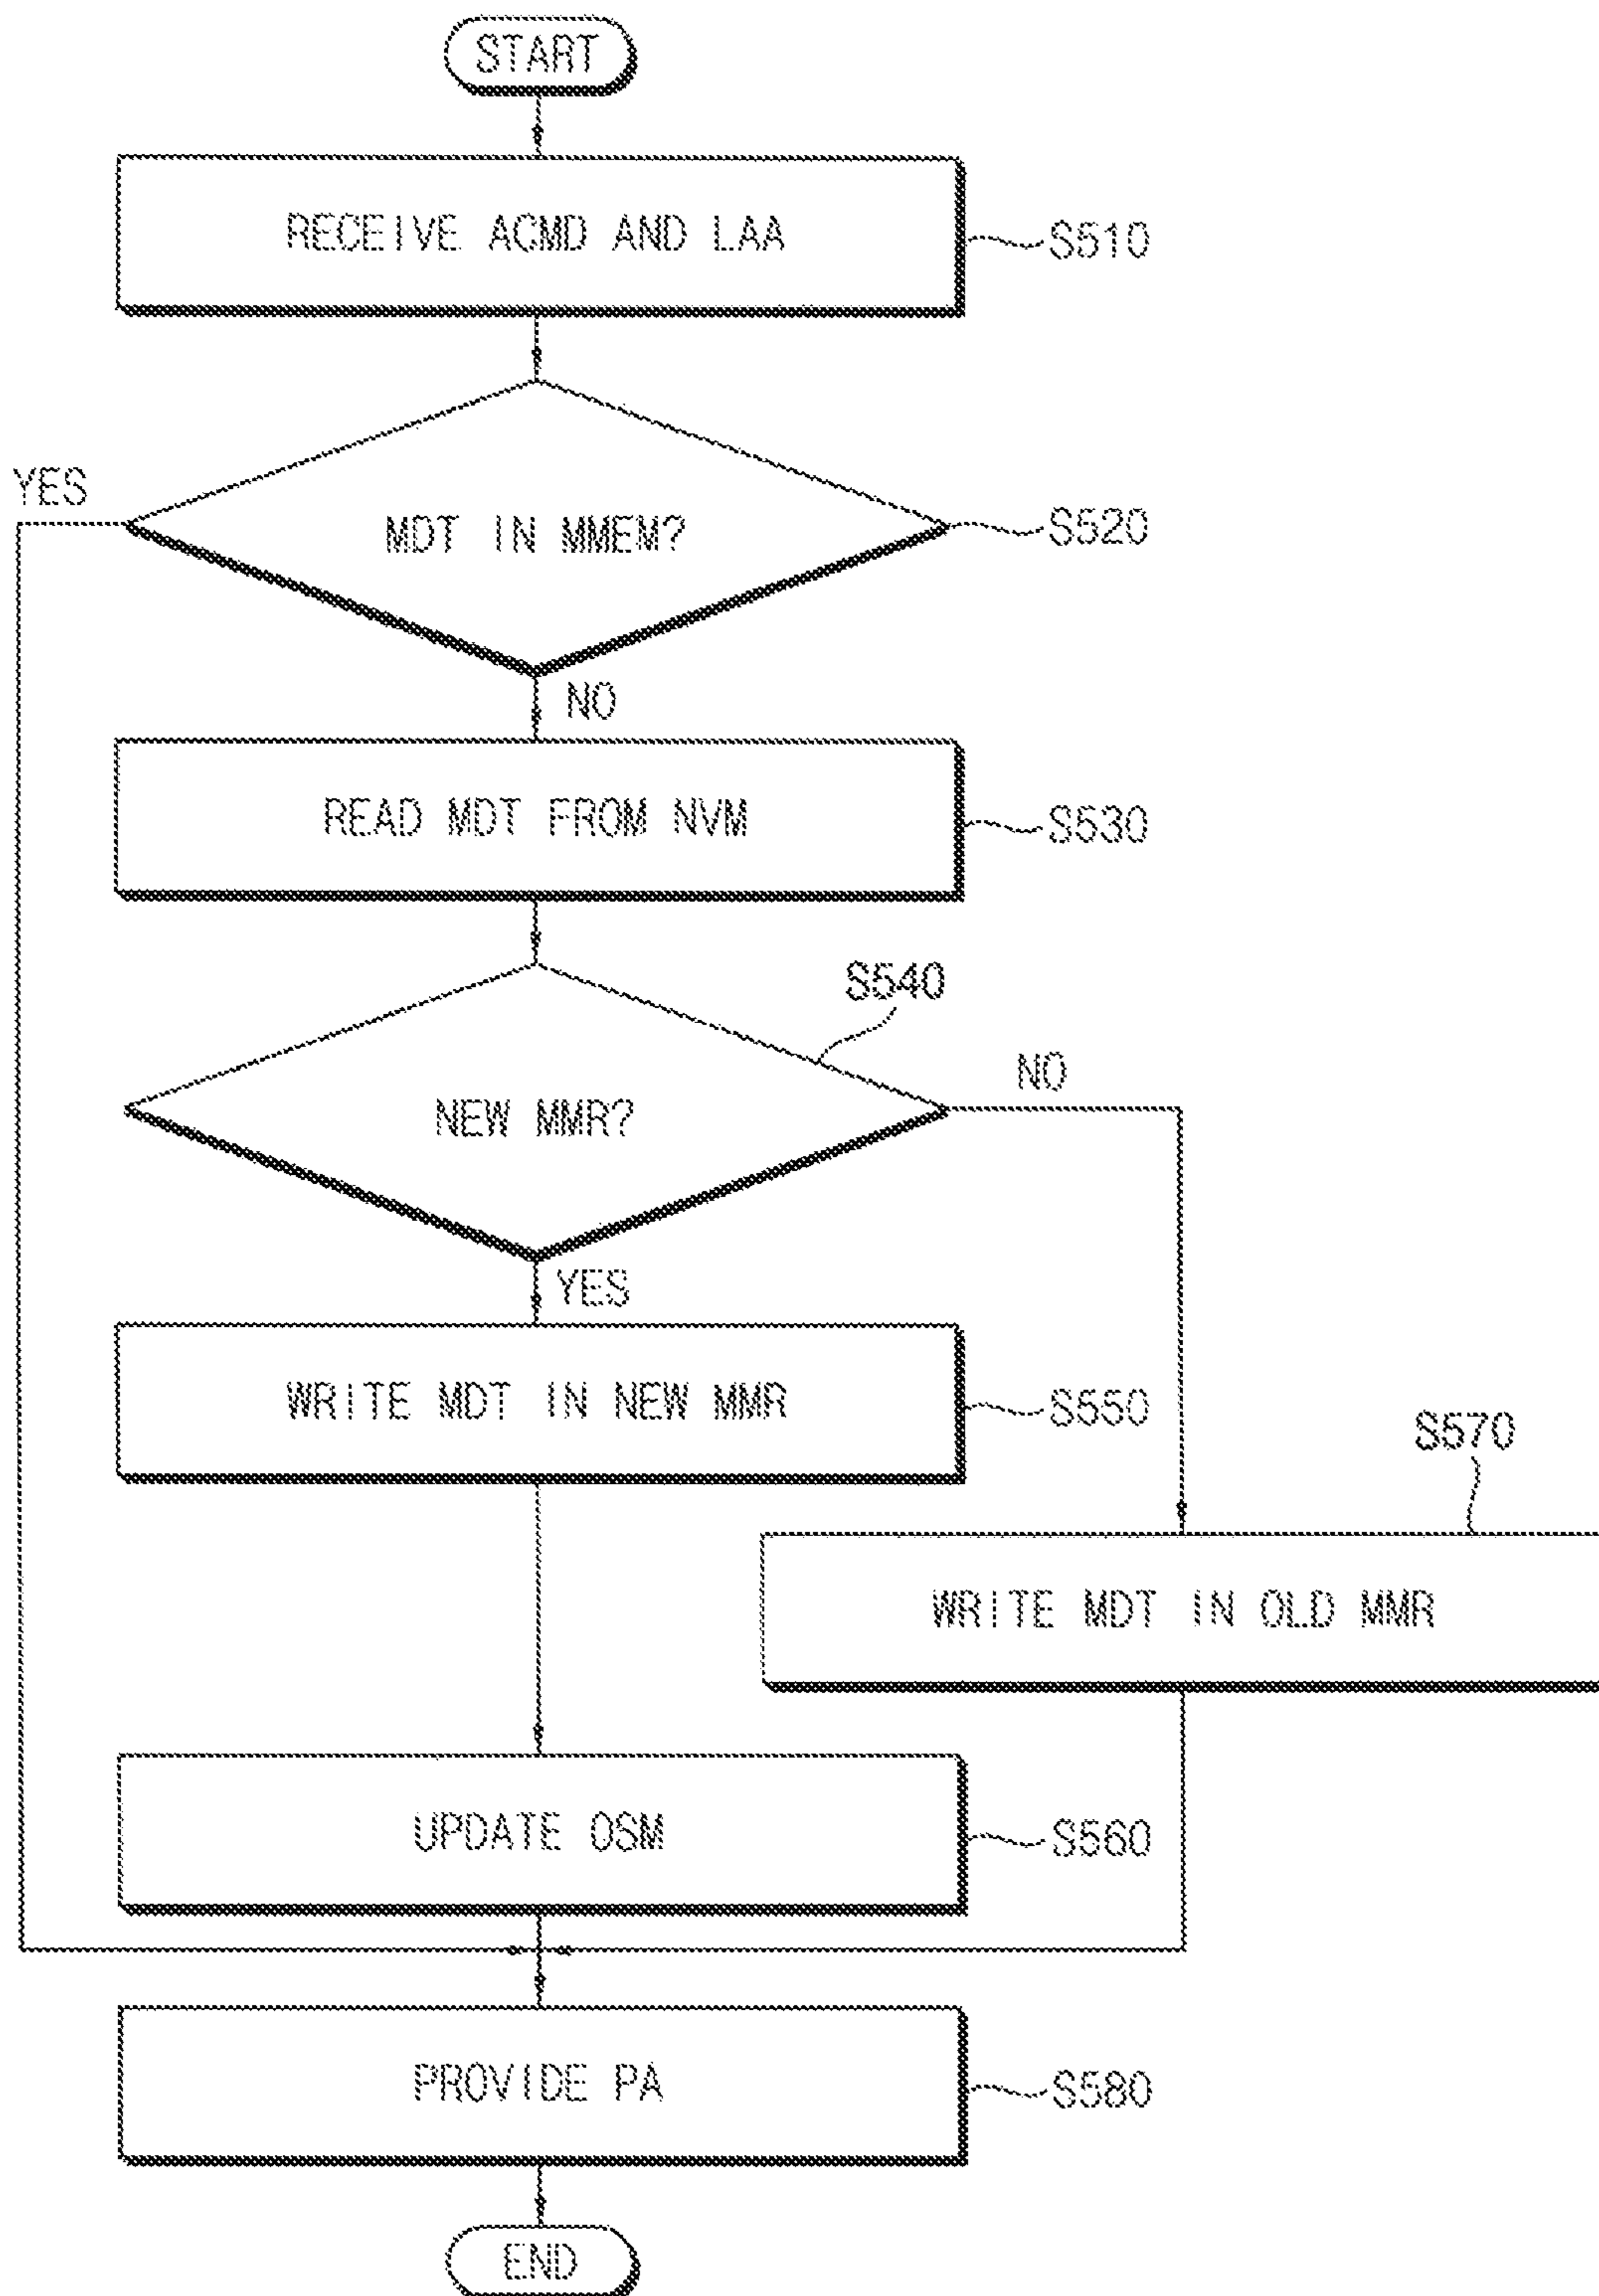 START
RECEIVE ACMD AND LAA
S510
YES
MDT IN MMEM?
S520
NO
READ MDT FROM NVM
S530
S540
NO
NEW MMR?
YES
WRITE MDT IN NEW MMR
S550
S570
WRITE MDT IN OLD MMR
UPDATE OSM
S560
PROVIDE PA
S580
END